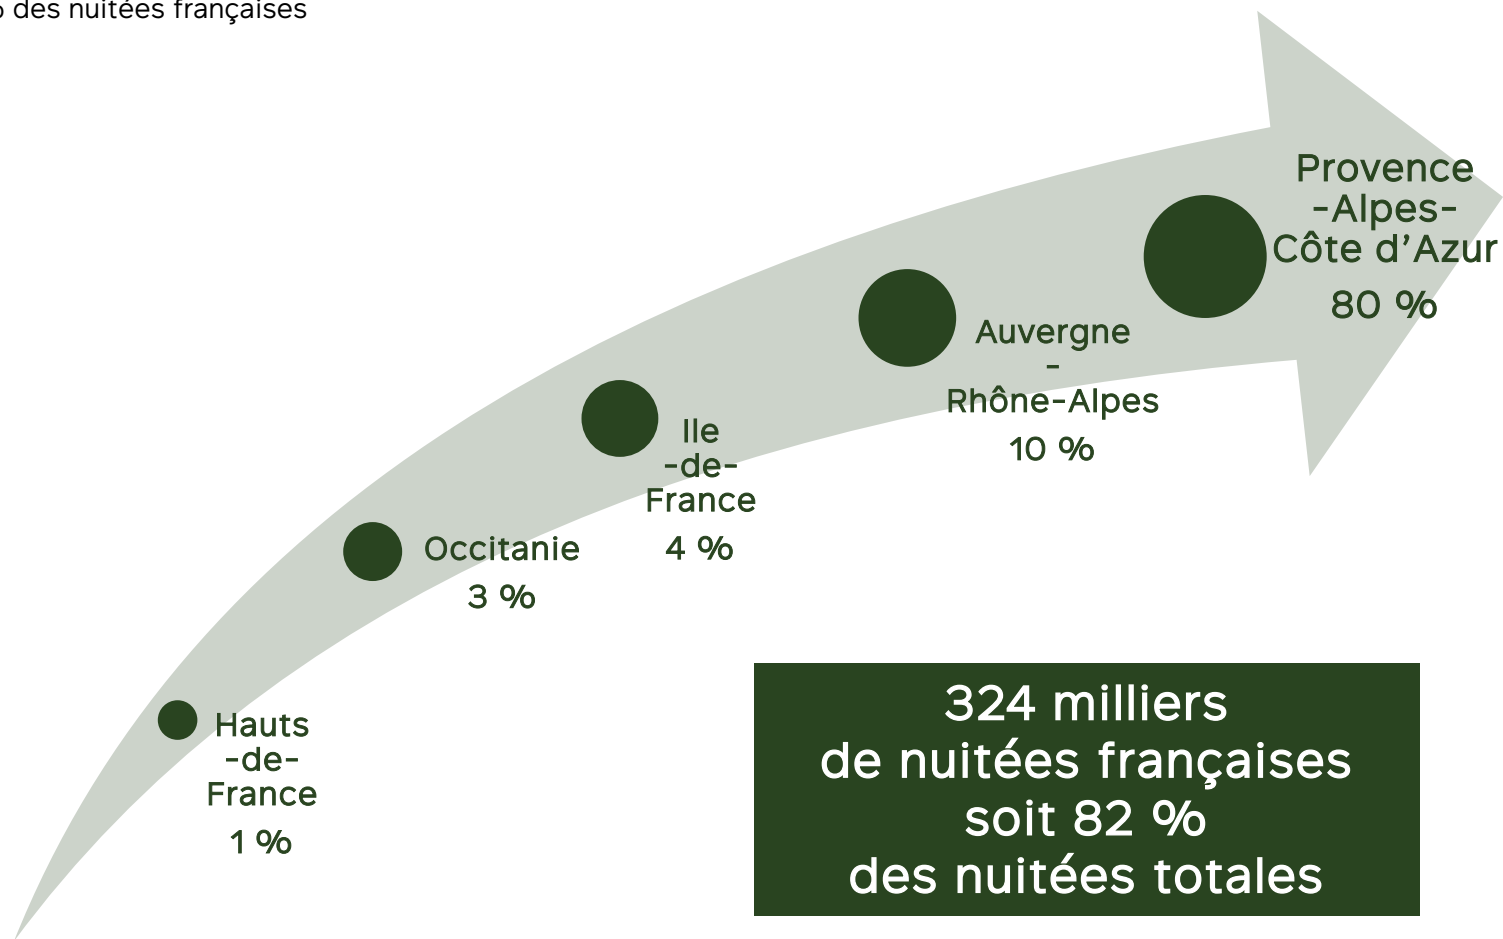 % des nuitées françaises
Provence
-Alpes-
Côte d’Azur
80 %
Auvergne
-
Rhône-Alpes
10 %
Ile
-de-
France
4 %
Occitanie
3 %
Hauts
-de-
France
1 %
324 milliers
de nuitées françaises
soit 82 %
des nuitées totales